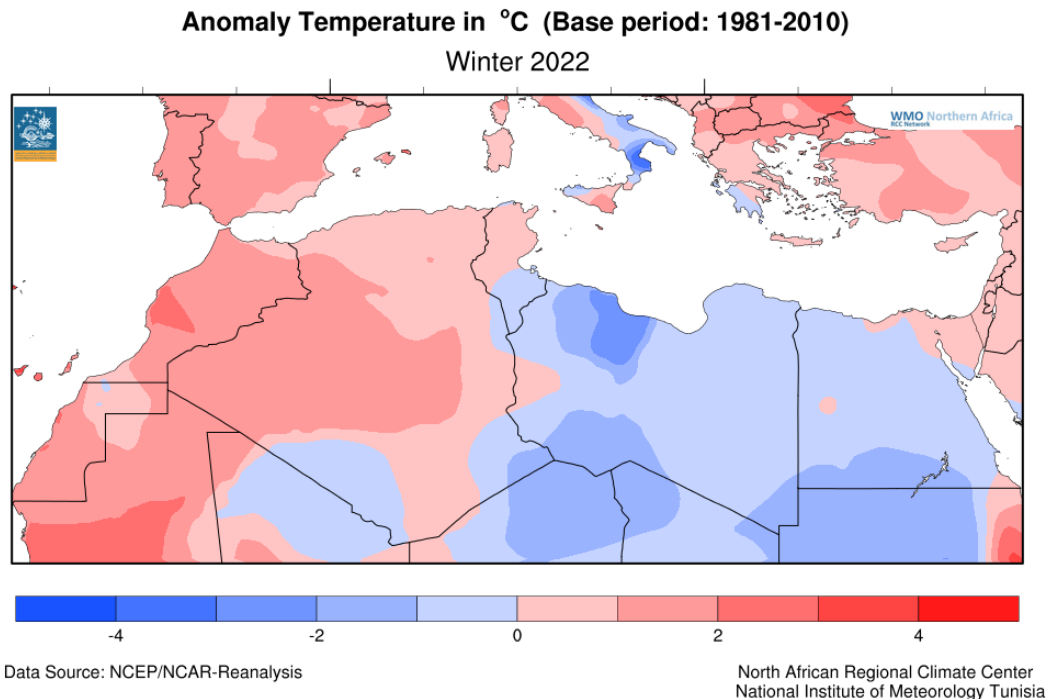 Anomaly Temperature in °C (Base period: 1981-2010)
Winter 2022
WMO Northern Africa
RCC Network
-4 -2 0 2 4
Data Source: NCEP/NCAR-Reanalysis
North African Regional Climate Center
National Institute of Meteorology Tunisia